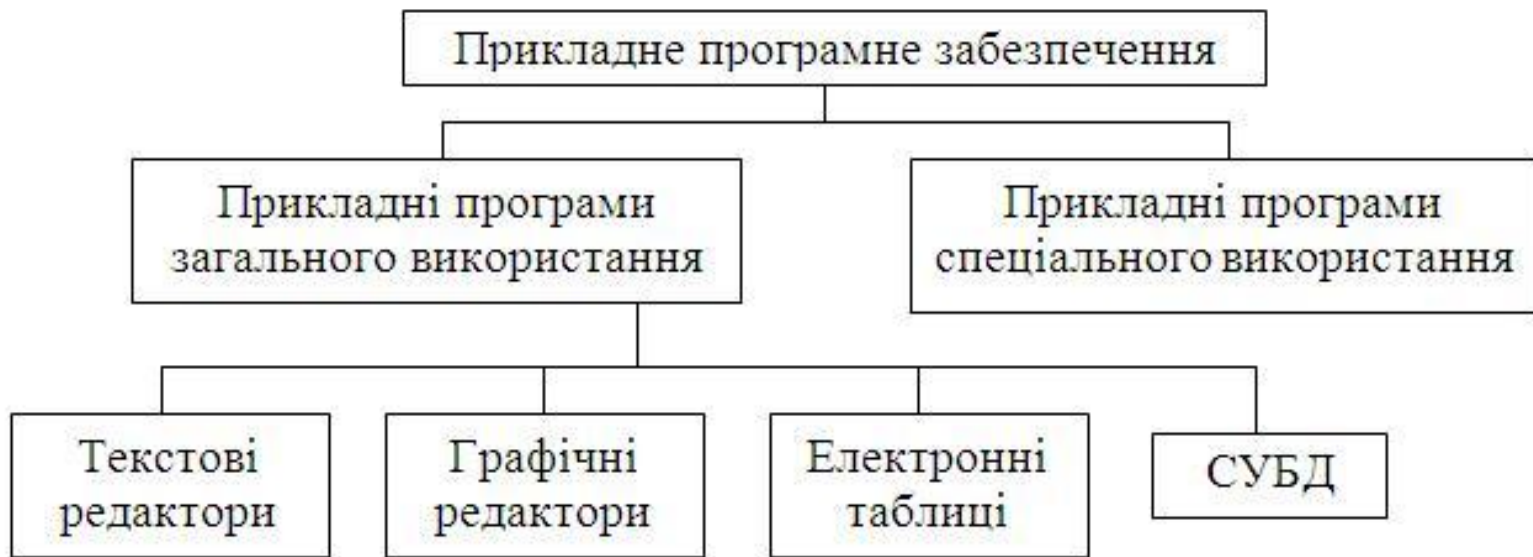 Прикладне програмне забезпечення
Прикладні програми
загального використання
Прикладні програми
спеціального використання
Текстові
редактори
Графічні
редактори
Електронні
таблиці
СУБД